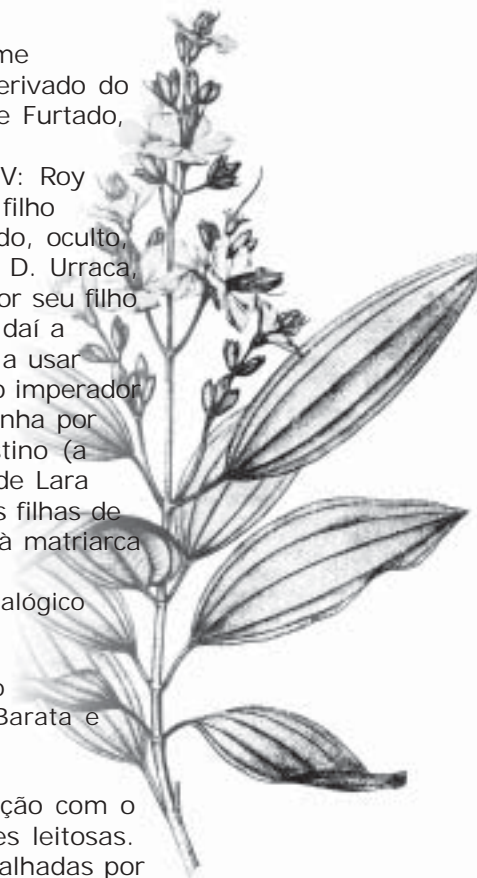 me
erivado do
e Furtado,
V: Roy
filho
do, oculto,
D. Urraca,
or seu filho
daí a
a usar
o imperador
nha por
stino (a
de Lara
s filhas de
à matriarca
alógico
o
Barata e
ção com o
es leitosas.
alhadas por